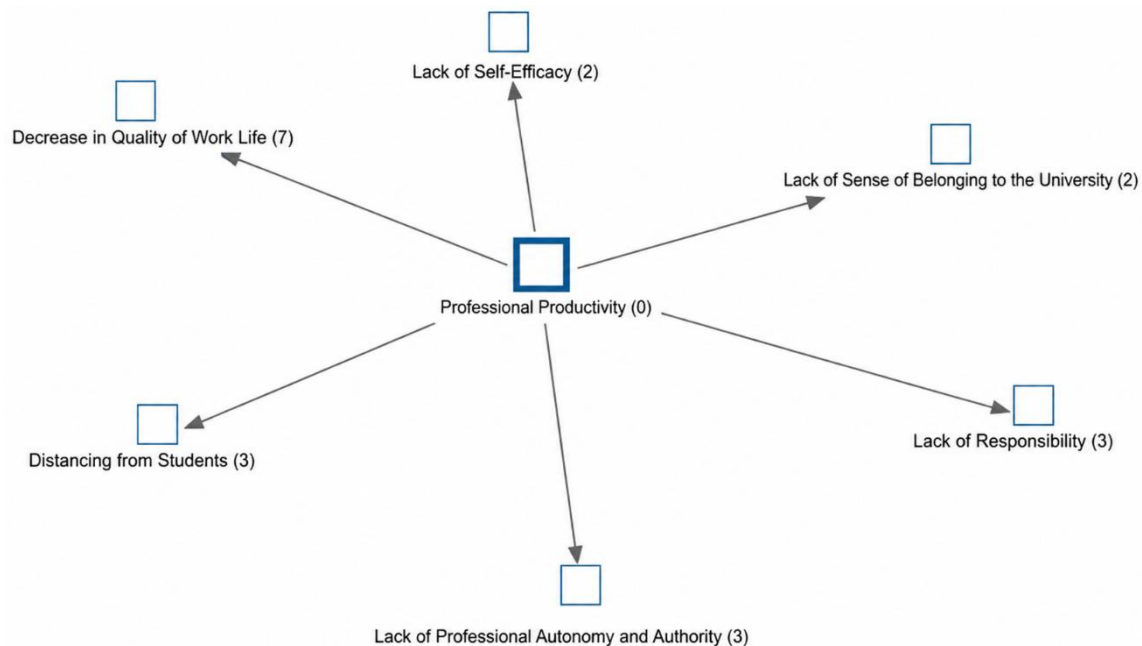 Lack of Self-Efficacy (2)
Decrease in Quality of Work Life (7)
Lack of Sense of Belonging to the University (2)
Professional Productivity (0)
Lack of Responsibility (3)
Distancing from Students (3)
Lack of Professional Autonomy and Authority (3)